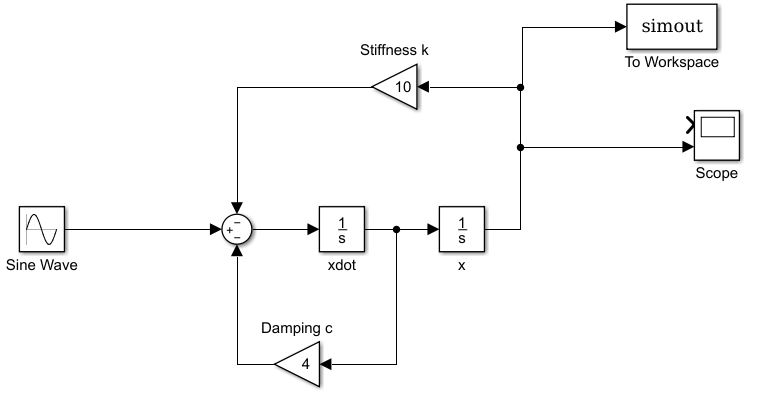 simout
To Workspace
Stiffness k
10
Scope
Sine Wave
−
+
−
1
s
xdot
1
s
x
Damping c
4